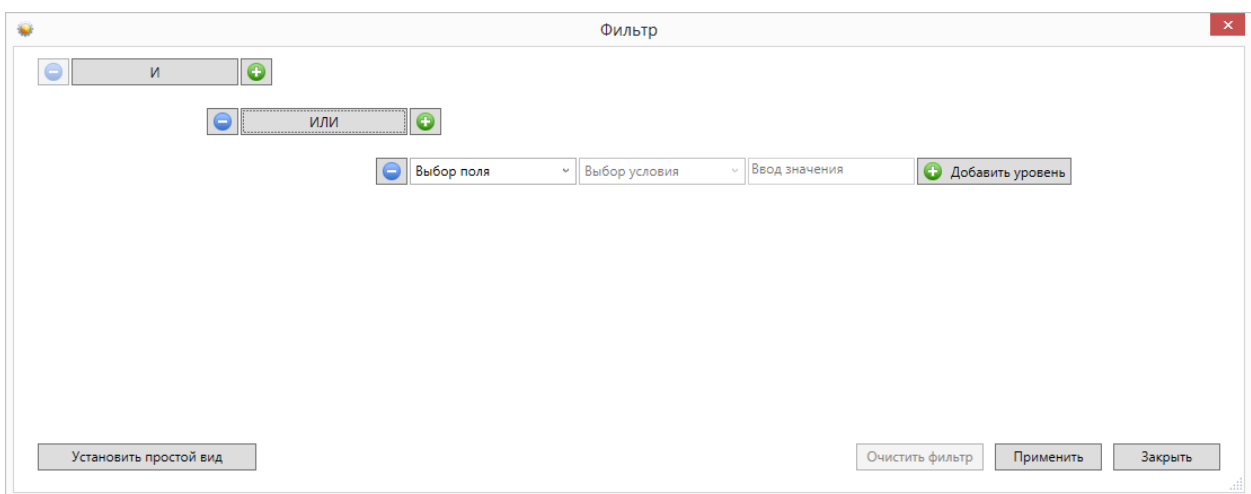 Фильтр
И
ИЛИ
Выбор поля Выбор условия Ввод значения Добавить уровень
Установить простой вид Очистить фильтр Применить Закрыть